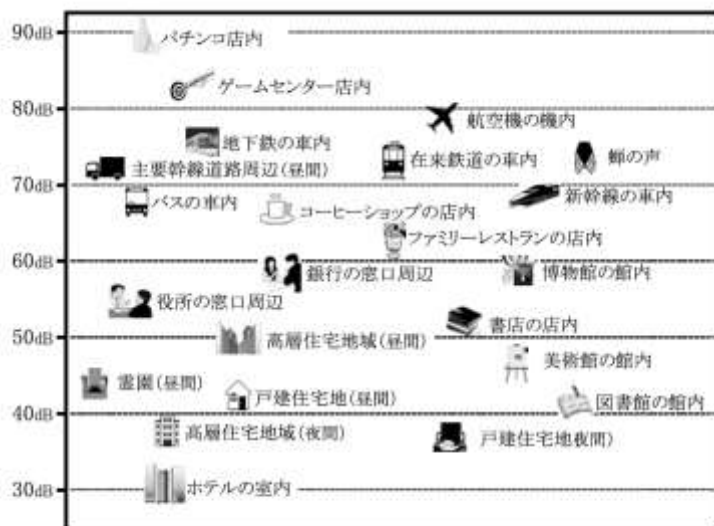 90dB
パチンコ店内
ゲームセンター店内
80dB
航空機の機内
地下鉄の車内
主要幹線道路周辺(昼間)
在来鉄道の車内
蝉の声
70dB
バスの車内
コーヒーショップの店内
新幹線の車内
ファミリーレストランの店内
60dB
銀行の窓口周辺
博物館の館内
役所の窓口周辺
書店の店内
50dB
高層住宅地域(昼間)
美術館の館内
霊園(昼間)
戸建住宅地(昼間)
図書館の館内
40dB
高層住宅地域(夜間)
戸建住宅地夜間)
30dB
ホテルの室内